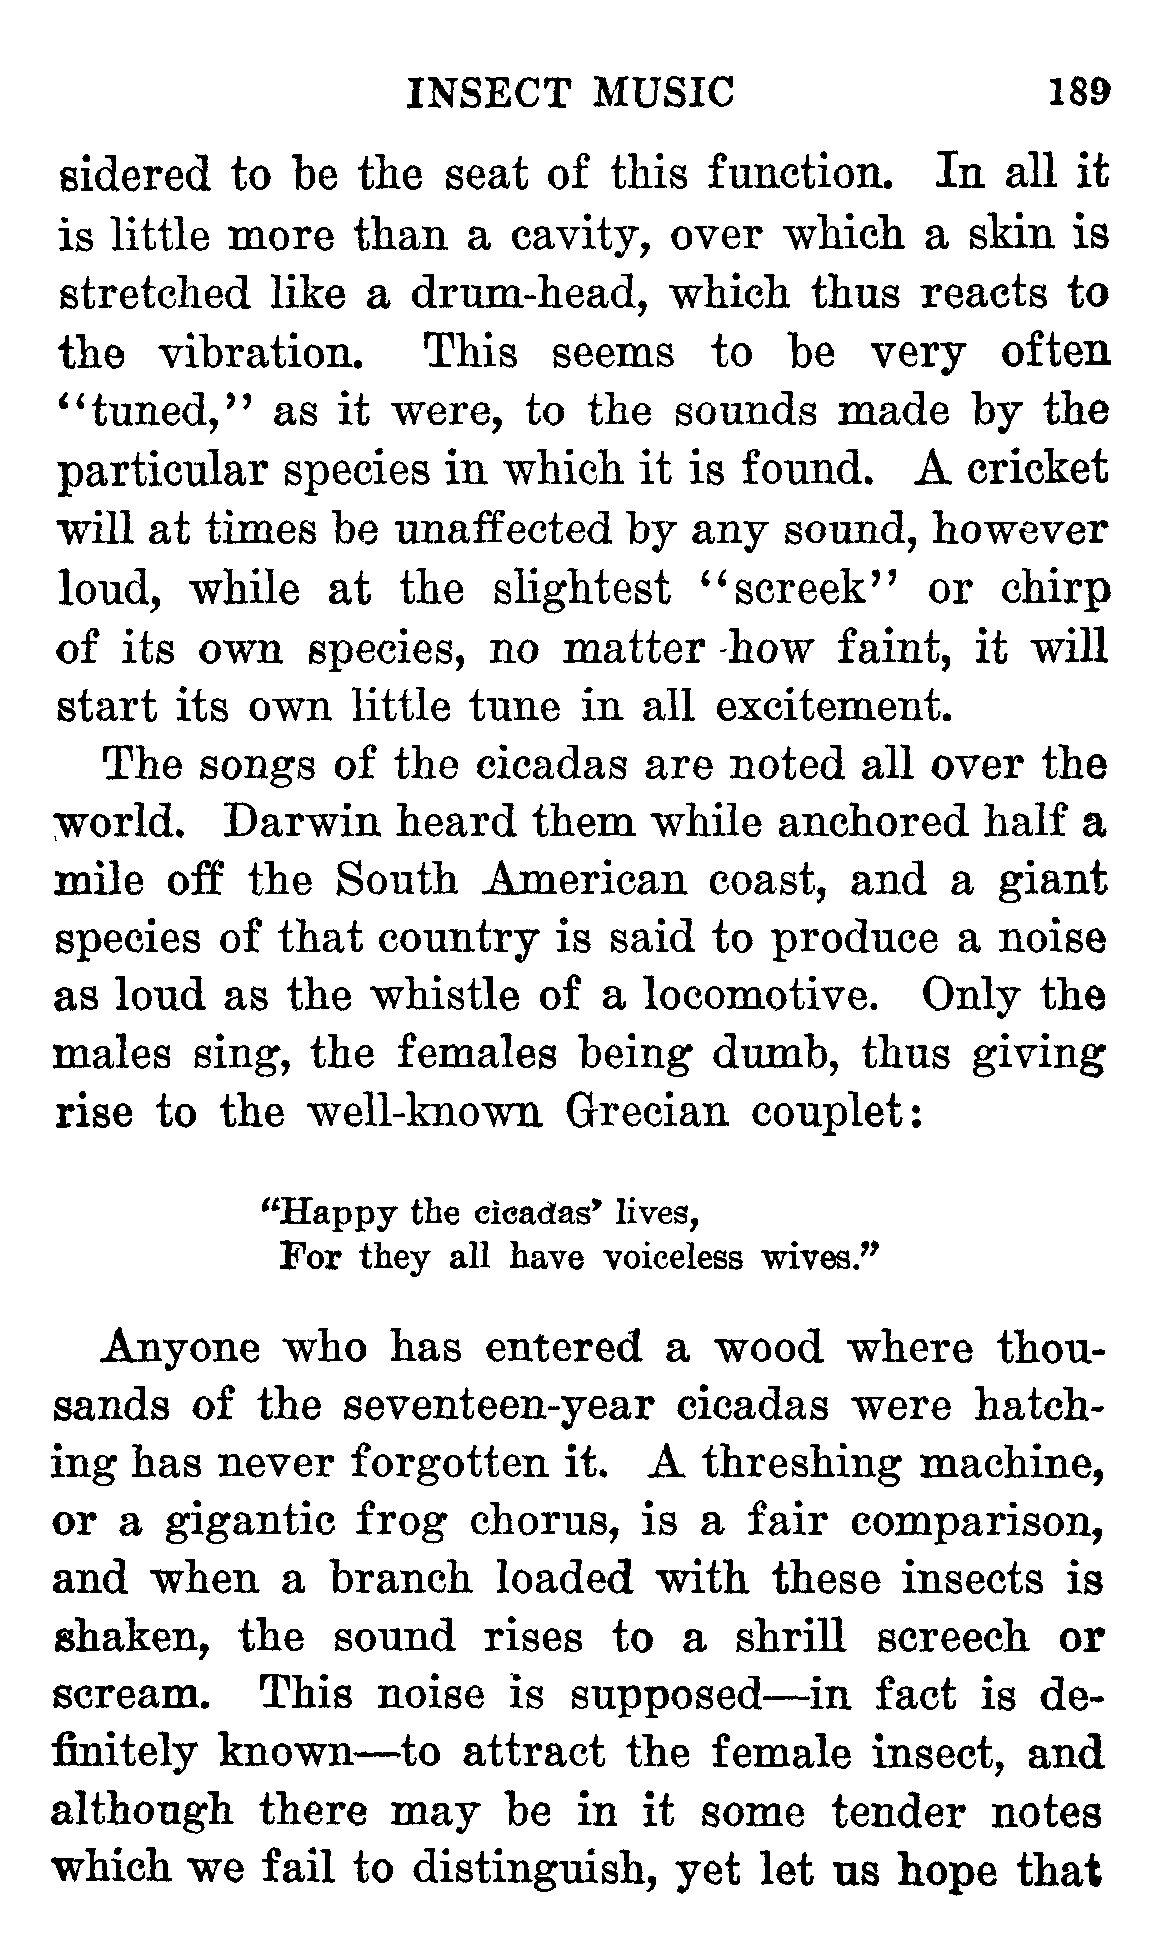 INSECT MUSIC 189
sidered to be the seat of this function. In all it
is little more than a cavity, over which a skin is
stretched like a drum-head, which thus reacts to
the vibration. This seems to be very often
"tuned," as it were, to the sounds made by the
particular species in which it is found. A cricket
will at times be unaffected by any sound, however
loud, while at the slightest "screek" or chirp
of its own species, no matter how faint, it will
start its own little tune in all excitement.
The songs of the cicadas are noted all over the
world. Darwin heard them while anchored half a
mile off the South American coast, and a giant
species of that country is said to produce a noise
as loud as the whistle of a locomotive. Only the
males sing, the females being dumb, thus giving
rise to the well-known Grecian couplet:
"Happy the cicadas' lives,
For they all have voiceless wives."
Anyone who has entered a wood where thou-
sands of the seventeen-year cicadas were hatch-
ing has never forgotten it. A threshing machine,
or a gigantic frog chorus, is a fair comparison,
and when a branch loaded with these insects is
shaken, the sound rises to a shrill screech or
scream. This noise is supposed—in fact is de-
finitely known—to attract the female insect, and
although there may be in it some tender notes
which we fail to distinguish, yet let us hope that